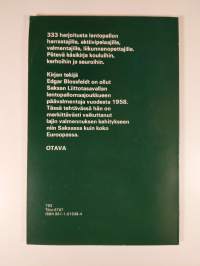 333 harjoitusta lentopallon
harrastajille, aktiivipelaajille,
valmentajille, liikunnanopettajille.
Pätevä käsikirja kouluihin,
kerhoihin ja seuroihin.
Kirjan tekijä
Edgar Blossfeldt on ollut
Saksan Liittotasavallan
lentopallomaajoukkueen
päävalmentaja vuodesta 1958.
Tässä tehtävässä hän on
merkittävästi vaikuttanut
lajin valmennuksen kehitykseen
niin Saksassa kuin koko
Euroopassa.
OTAVA